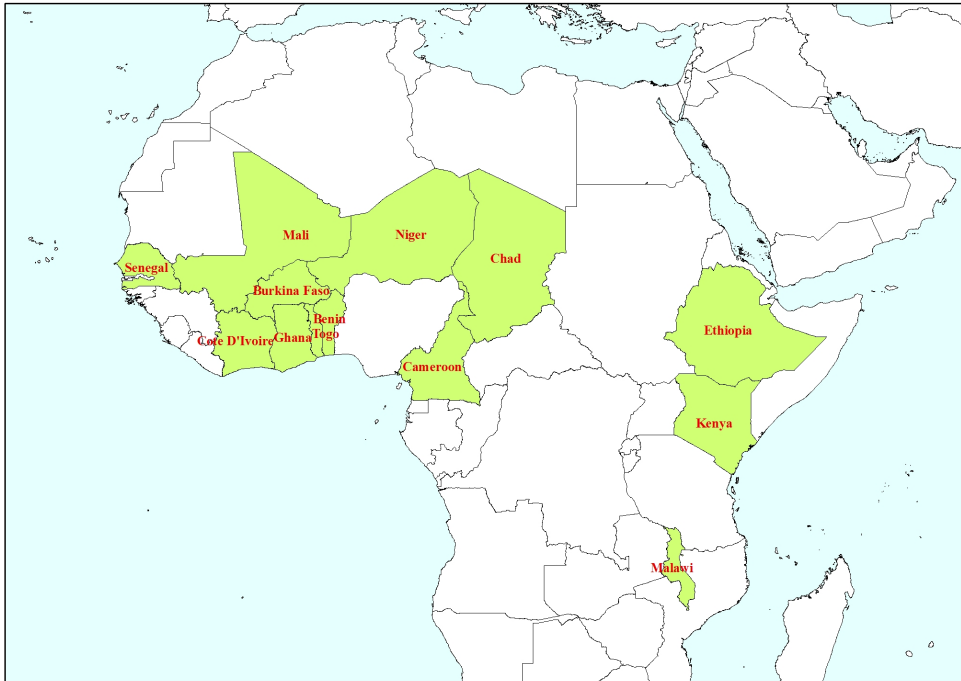 Mali
Niger
Chad
Senegal
Burkina Faso
Benin
Togo
Cote D'Ivoire
Ghana
Cameroon
Ethiopia
Kenya
Malawi